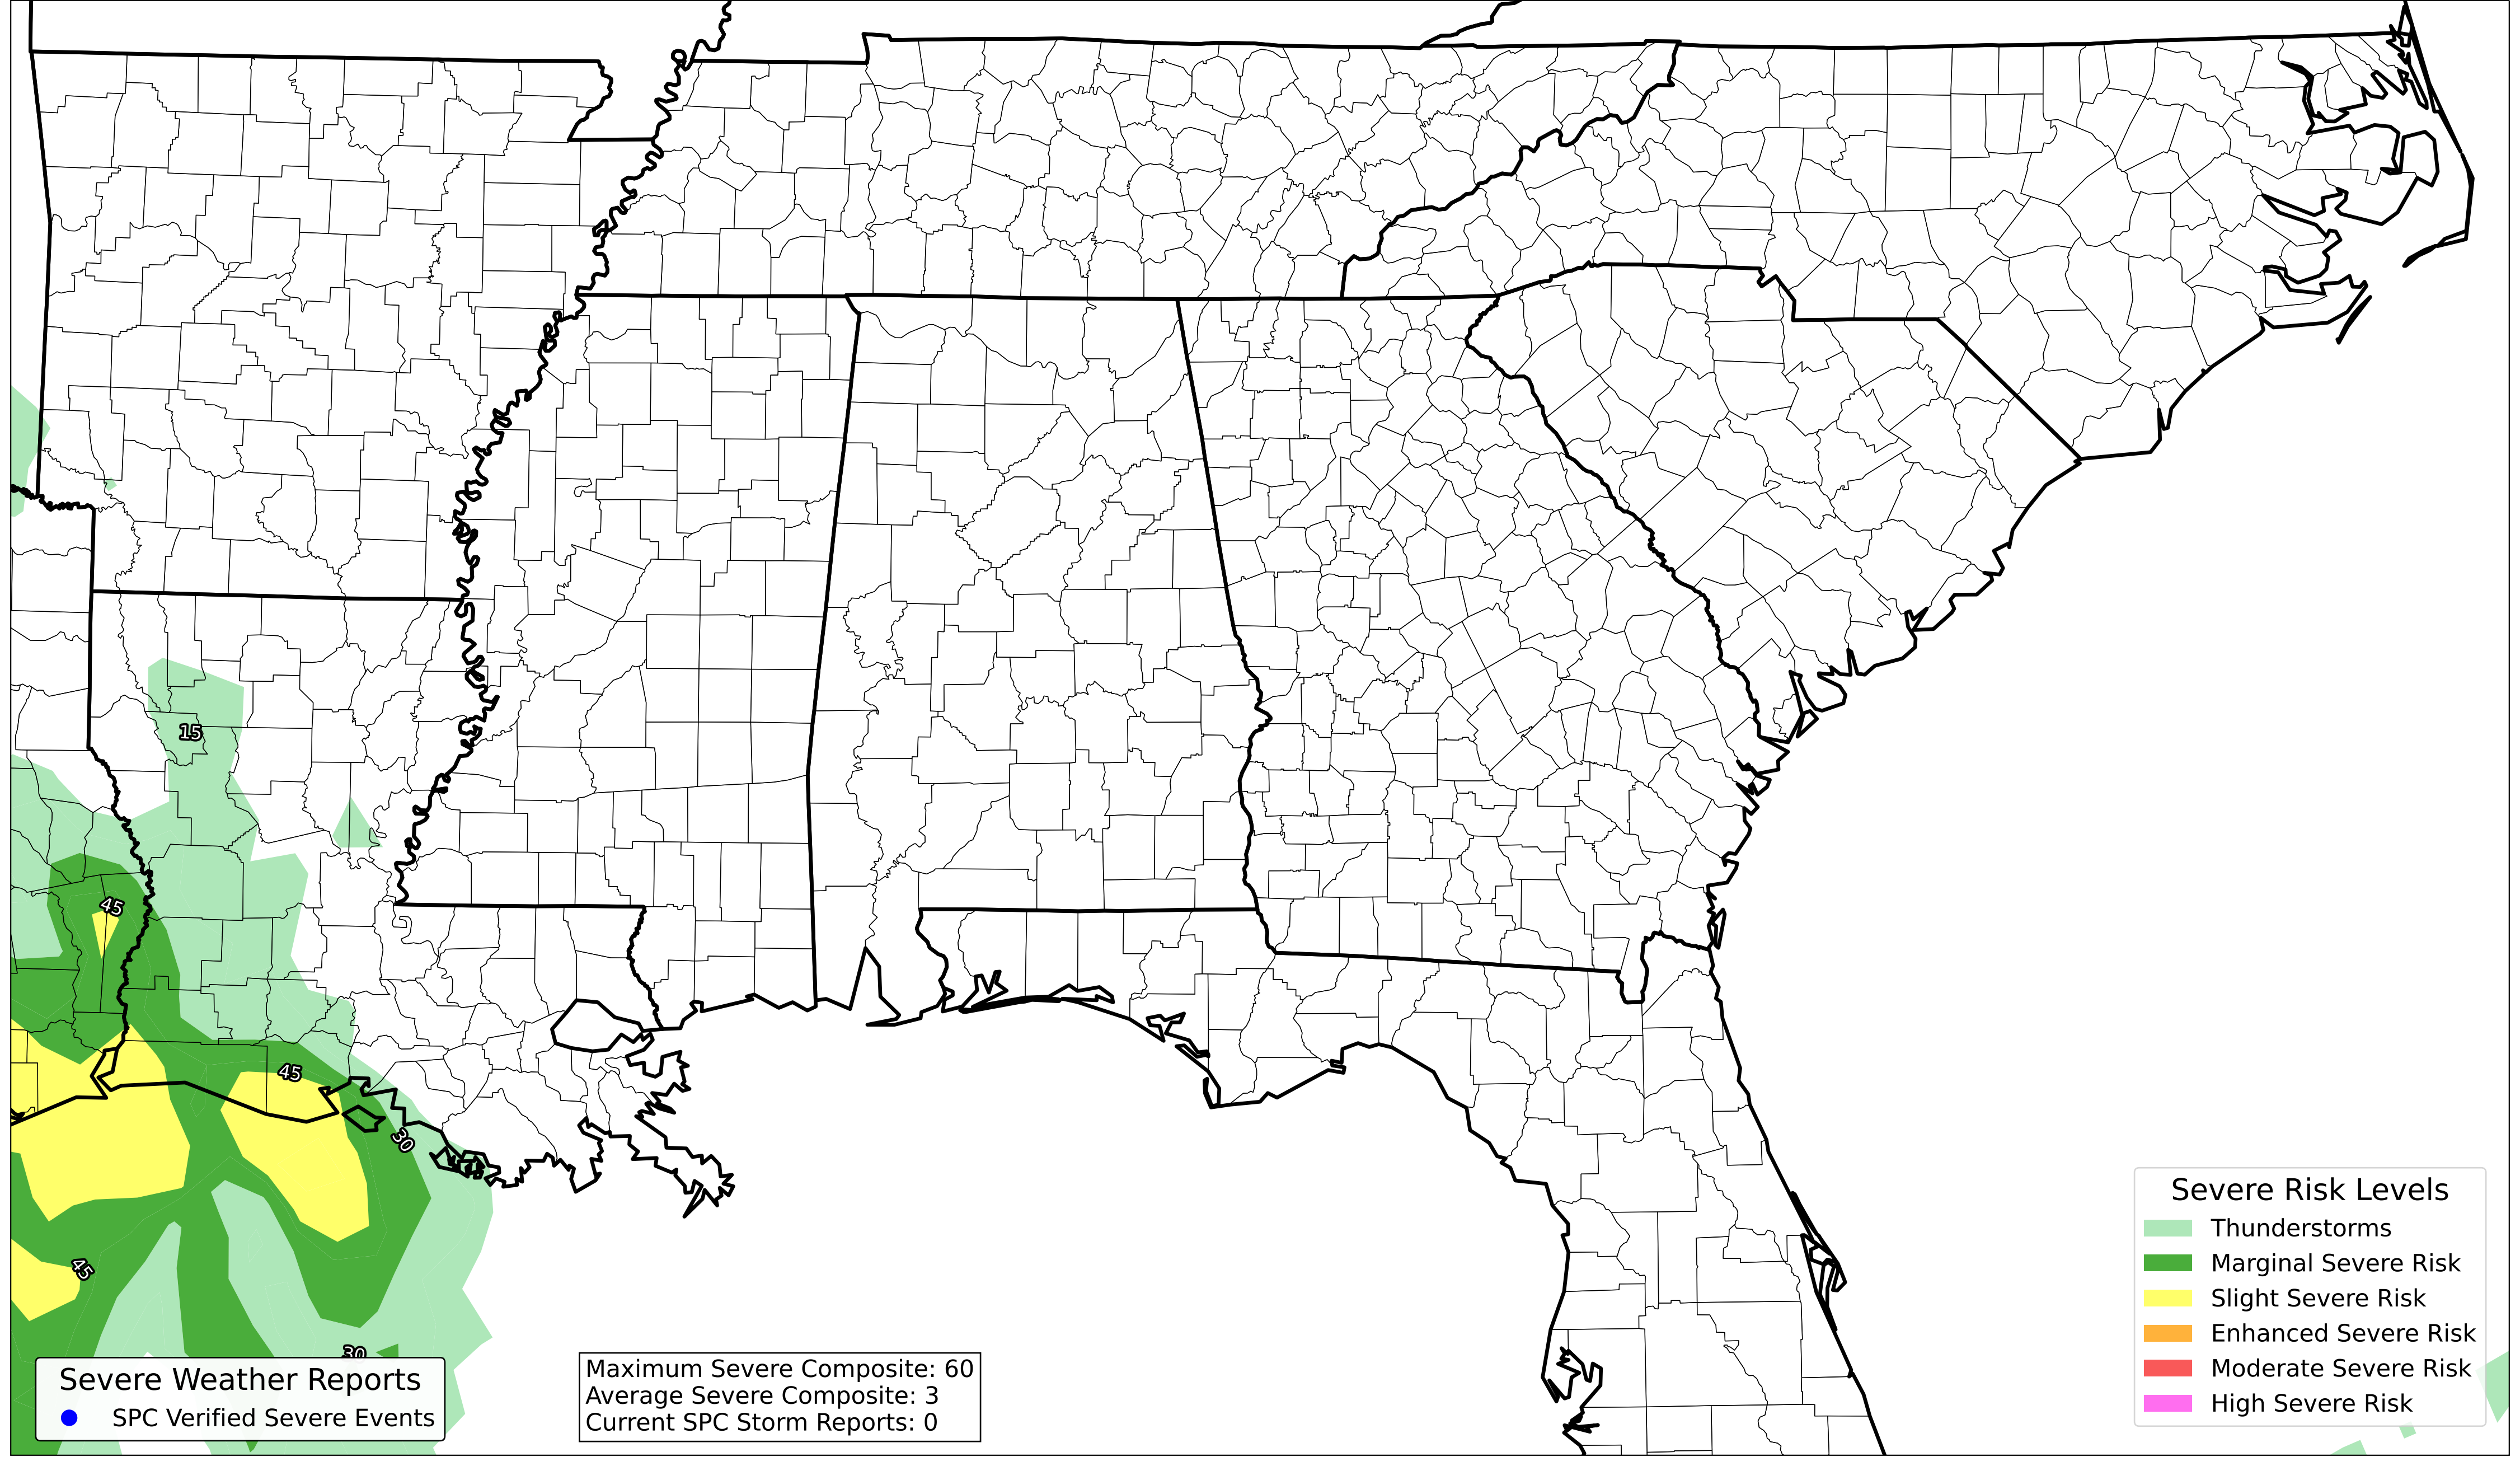 15
45
45
30
45
30
Severe Weather Reports
SPC Verified Severe Events
Maximum Severe Composite: 60
Average Severe Composite: 3
Current SPC Storm Reports: 0
Severe Risk Levels
Thunderstorms
Marginal Severe Risk
Slight Severe Risk
Enhanced Severe Risk
Moderate Severe Risk
High Severe Risk